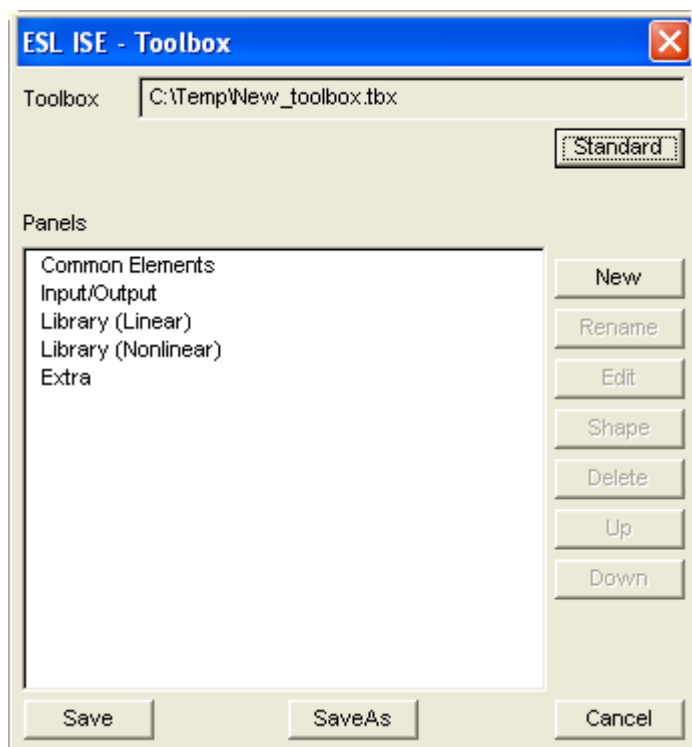 ESL ISE - Toolbox
Toolbox C:\Temp\New_toolbox.tbx
Standard
Panels
Common Elements
Input/Output
Library (Linear)
Library (Nonlinear)
Extra
New
Rename
Edit
Shape
Delete
Up
Down
Save SaveAs Cancel